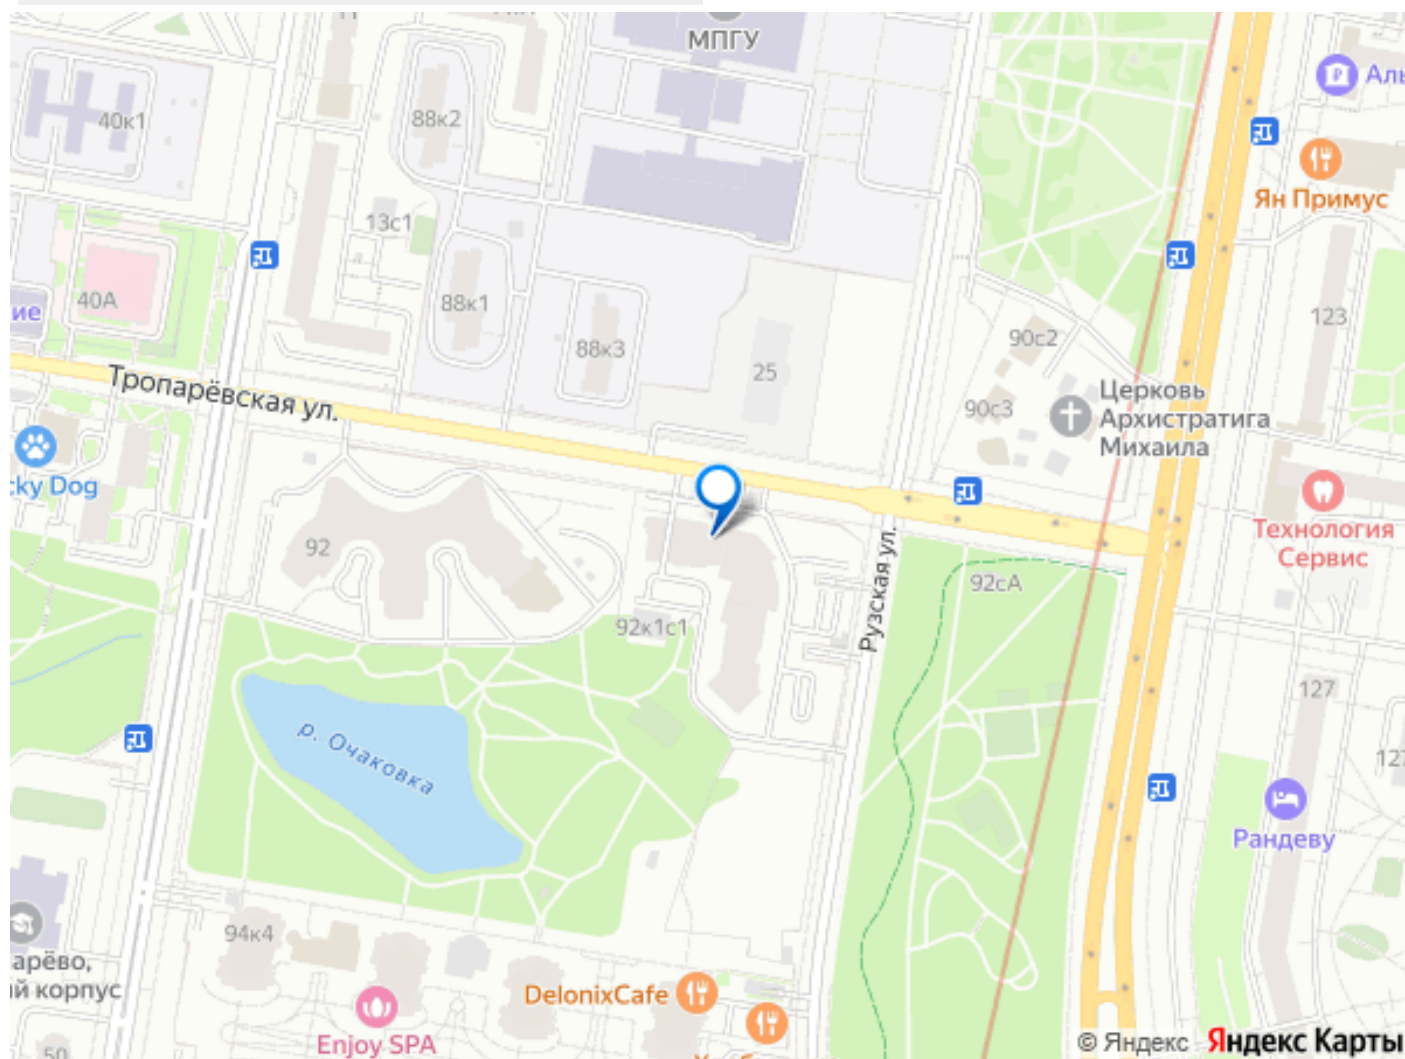 МПГУ
Аль
40к1
88к2
Ян Примус
13с1
40А
ие
88к1
123
90с2
88к3
25
Тропарёвская ул.
90с3
Церковь
Архистратига
Михаила
cky Dog
Технология
Сервис
92
92сА
Рузская ул.
92к1с1
127
р. Очаковка
127
Рандеву
94к4
арёво,
й корпус
DelonixCafe
Enjoy SPA
50
© Яндекс Яндекс Карты